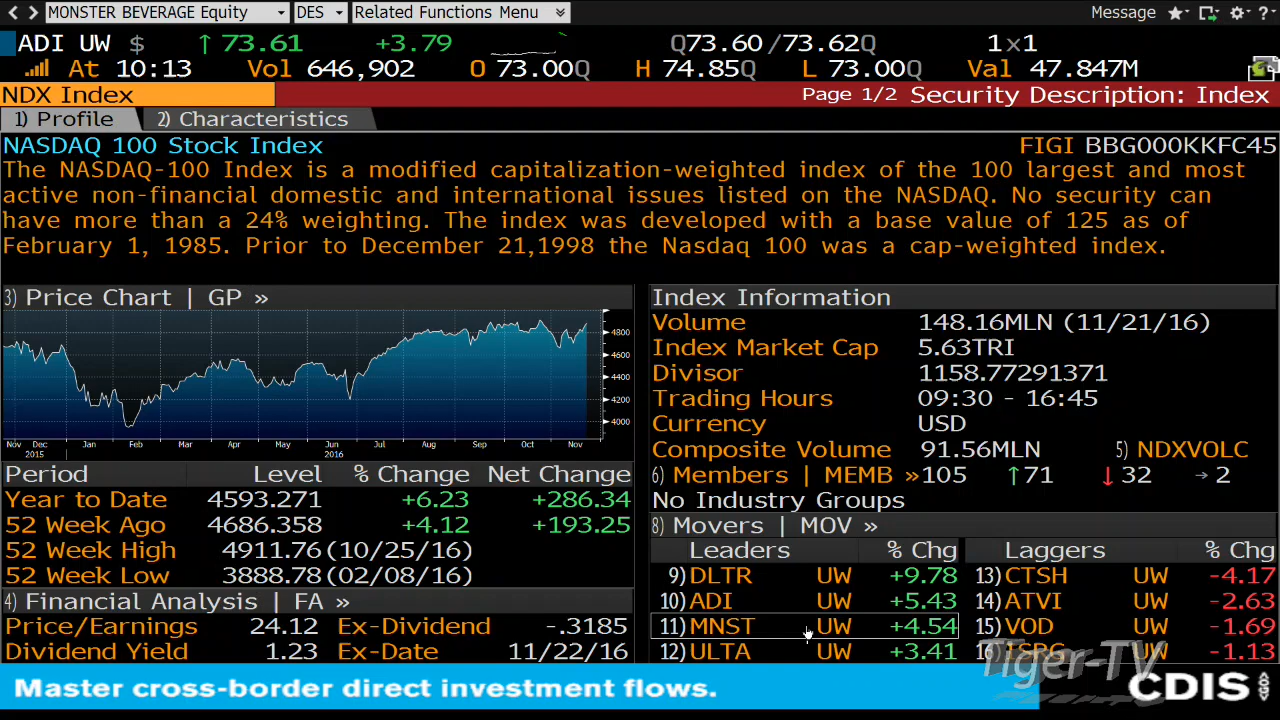 MONSTER BEVERAGE Equity DES Related Functions Menu Message
ADI UW $ ↑ 73.61 +3.79 Q73.60 /73.62Q 1x1
At 10:13 Vol 646,902 O 73.00Q H 74.85Q L 73.00Q Val 47.847M
NDX Index Page 1/2 Security Description: Index
1) Profile 2) Characteristics
NASDAQ 100 Stock Index FIGI BBG000KKFC45
The NASDAQ-100 Index is a modified capitalization-weighted index of the 100 largest and most
active non-financial domestic and international issues listed on the NASDAQ. No security can
have more than a 24% weighting. The index was developed with a base value of 125 as of
February 1, 1985. Prior to December 21,1998 the Nasdaq 100 was a cap-weighted index.
3) Price Chart | GP »
4800
4600
4400
4200
4000
Nov Dec Jan Feb Mar Apr May Jun Jul Aug Sep Oct Nov
2015 2016
Period Level % Change Net Change
Year to Date 4593.271 +6.23 +286.34
52 Week Ago 4686.358 +4.12 +193.25
52 Week High 4911.76 (10/25/16)
52 Week Low 3888.78 (02/08/16)
4) Financial Analysis | FA »
Price/Earnings 24.12 Ex-Dividend -.3185
Dividend Yield 1.23 Ex-Date 11/22/16
Index Information
Volume 148.16MLN (11/21/16)
Index Market Cap 5.63TRI
Divisor 1158.77291371
Trading Hours 09:30 - 16:45
Currency USD
Composite Volume 91.56MLN 5) NDXVOLC
6) Members | MEMB » 105 ↑71 ↓32 →2
No Industry Groups
8) Movers | MOV »
Leaders % Chg Laggers % Chg
9) DLTR UW +9.78 13) CTSH UW -4.17
10) ADI UW +5.43 14) ATVI UW -2.63
11) MNST UW +4.54 15) VOD UW -1.69
12) ULTA UW +3.41 16) ISRG UW -1.13
Tiger-TV
Master cross-border direct investment flows. CDIS